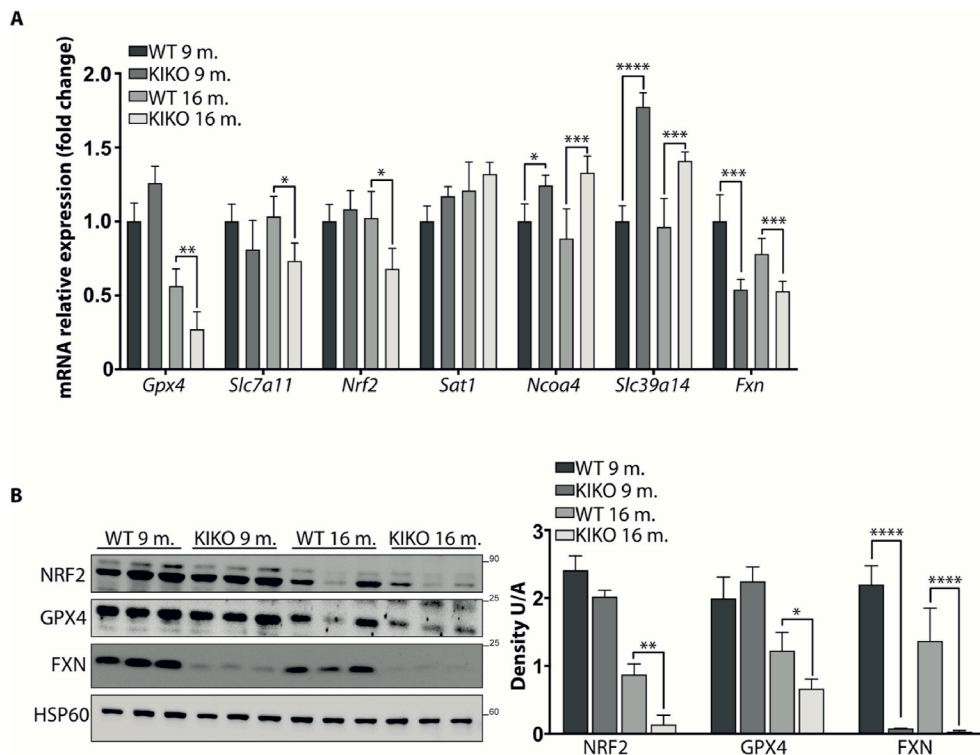 A
mRNA relative expression (fold change)
WT 9 m.
KIKO 9 m.
WT 16 m.
KIKO 16 m.
2.0
1.5
1.0
0.5
0
**
*
*
*
***
****
***
***
***
Gpx4 Slc7a11 Nrf2 Sat1 Ncoa4 Slc39a14 Fxn
B
WT 9 m. KIKO 9 m. WT 16 m. KIKO 16 m.
NRF2
90
GPX4
25
FXN
25
HSP60
60
WT 9 m.
KIKO 9 m.
WT 16 m.
KIKO 16 m.
Density U/A
3
2
1
0
**
*
****
****
NRF2 GPX4 FXN